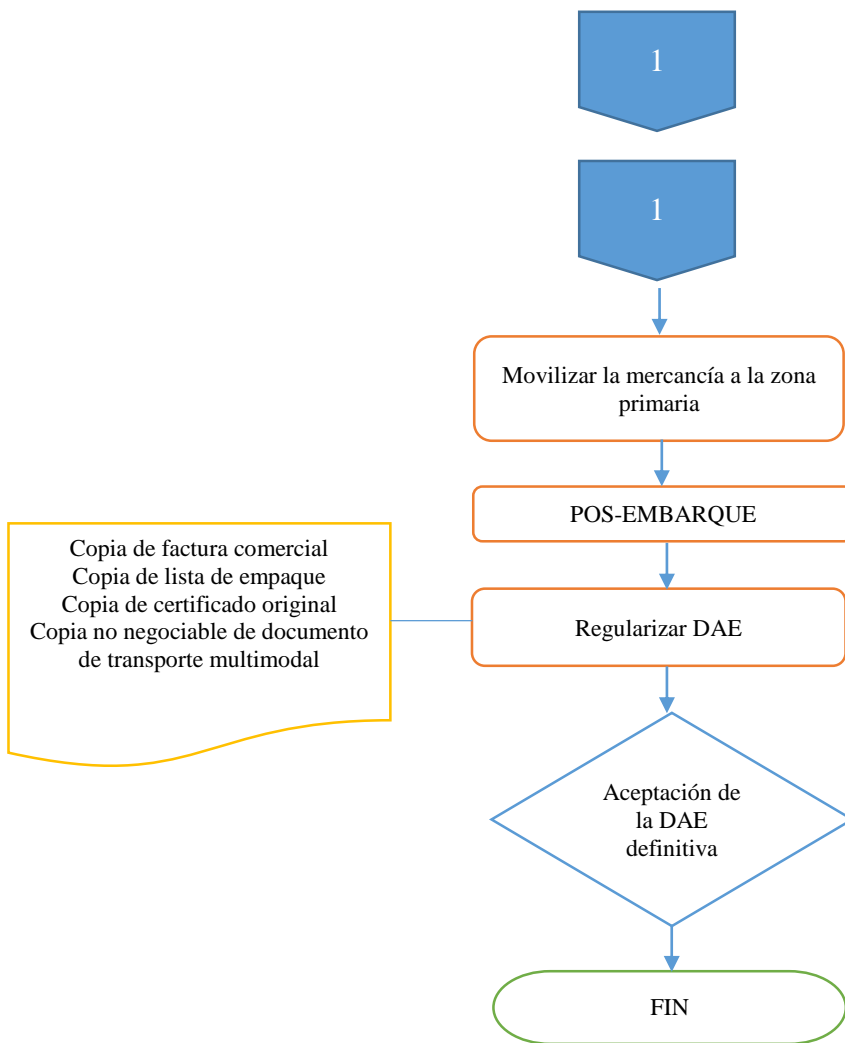 1
1
Movilizar la mercancía a la zona
primaria
POS-EMBARQUE
Copia de factura comercial
Copia de lista de empaque
Copia de certificado original
Copia no negociable de documento
de transporte multimodal
Regularizar DAE
Aceptación de
la DAE
definitiva
FIN